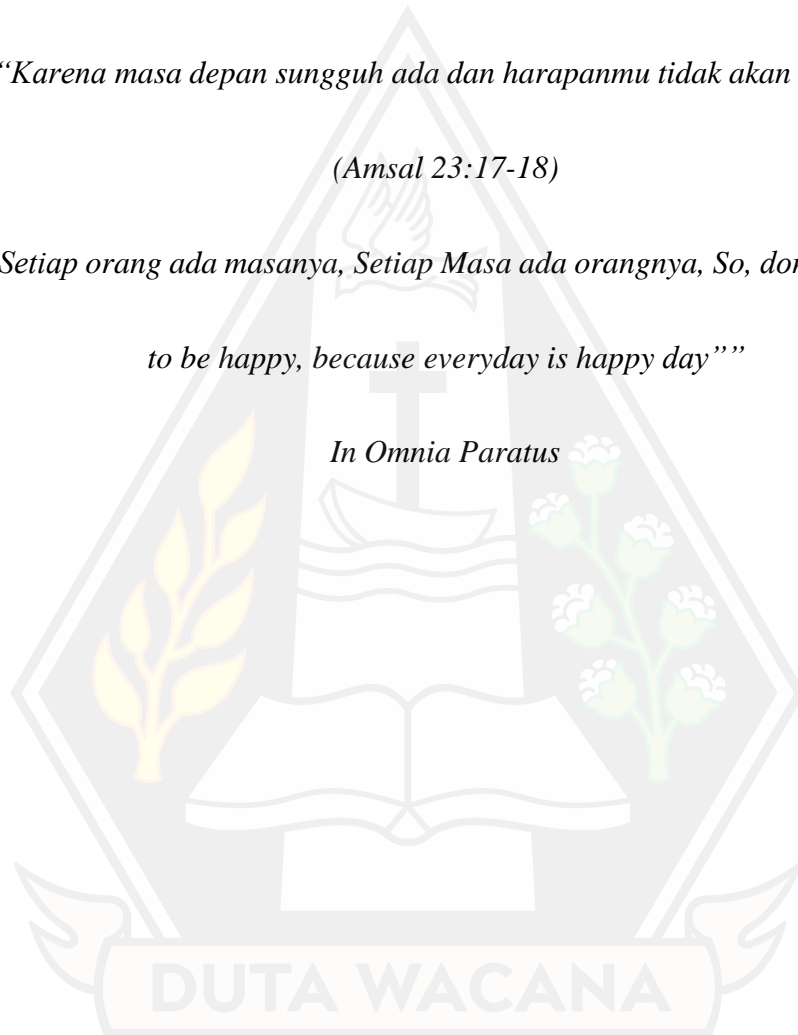 “Karena masa depan sungguh ada dan harapanmu tidak akan
(Amsal 23:17-18)
Setiap orang ada masanya, Setiap Masa ada orangnya, So,
to be happy, because everyday is happy day””
In Omnia Paratus
DUTA WACANA